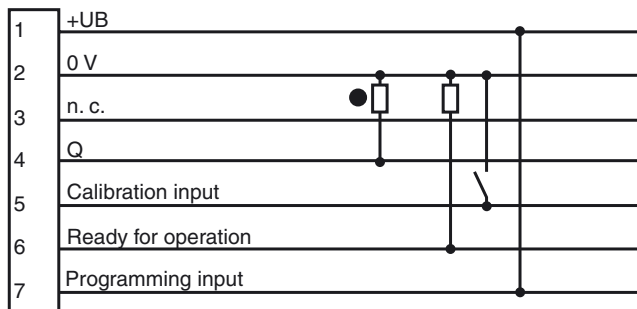 1 +UB
2 0 V
3 n. c.
4 Q
5 Calibration input
6 Ready for operation
7 Programming input